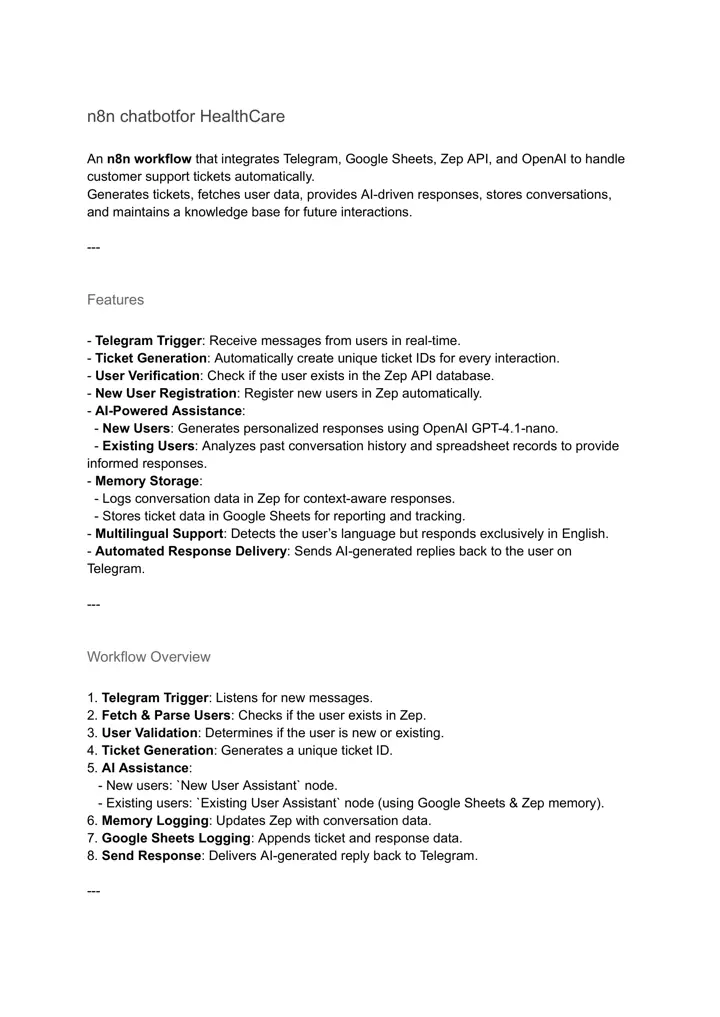 n8n chatbotfor HealthCare
An n8n workflow that integrates Telegram, Google Sheets, Zep API, and OpenAI to handle
customer support tickets automatically.
Generates tickets, fetches user data, provides AI-driven responses, stores conversations,
and maintains a knowledge base for future interactions.
---
Features
- Telegram Trigger: Receive messages from users in real-time.
- Ticket Generation: Automatically create unique ticket IDs for every interaction.
- User Verification: Check if the user exists in the Zep API database.
- New User Registration: Register new users in Zep automatically.
- AI-Powered Assistance:
- New Users: Generates personalized responses using OpenAI GPT-4.1-nano.
- Existing Users: Analyzes past conversation history and spreadsheet records to provide
informed responses.
- Memory Storage:
- Logs conversation data in Zep for context-aware responses.
- Stores ticket data in Google Sheets for reporting and tracking.
- Multilingual Support: Detects the user’s language but responds exclusively in English.
- Automated Response Delivery: Sends AI-generated replies back to the user on
Telegram.
---
Workflow Overview
1. Telegram Trigger: Listens for new messages.
2. Fetch & Parse Users: Checks if the user exists in Zep.
3. User Validation: Determines if the user is new or existing.
4. Ticket Generation: Generates a unique ticket ID.
5. AI Assistance:
- New users: `New User Assistant` node.
- Existing users: `Existing User Assistant` node (using Google Sheets & Zep memory).
6. Memory Logging: Updates Zep with conversation data.
7. Google Sheets Logging: Appends ticket and response data.
8. Send Response: Delivers AI-generated reply back to Telegram.
---